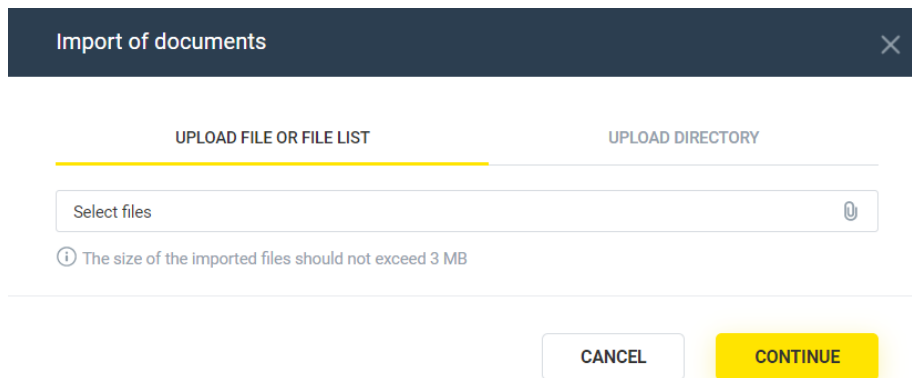 Import of documents
UPLOAD FILE OR FILE LIST
UPLOAD DIRECTORY
Select files
The size of the imported files should not exceed 3 MB
CANCEL
CONTINUE